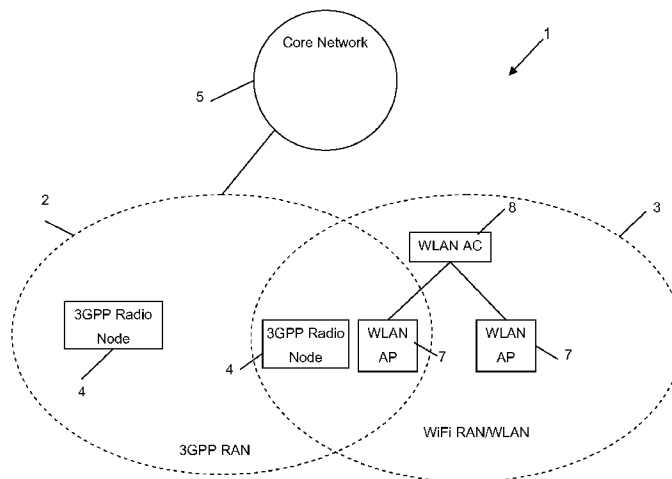 Core Network
1
5
2
3
8
WLAN AC
3GPP Radio
Node
3GPP Radio
Node
WLAN
AP
WLAN
AP
4
4
7
7
3GPP RAN
WiFi RAN/WLAN